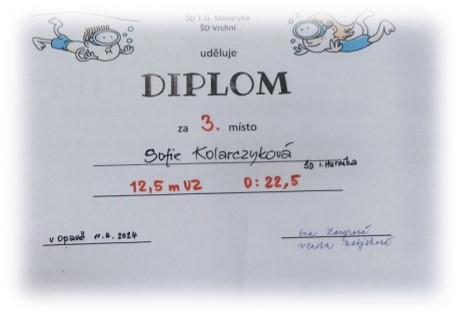 ŠD T.G. Masaryka
ŠD Vrchní
uděluje
DIPLOM
za 3. místo
Sofie Kolarczyková
ŠD I. Hurníka
12,5 m VZ 0:22,5
v Opavě 2024